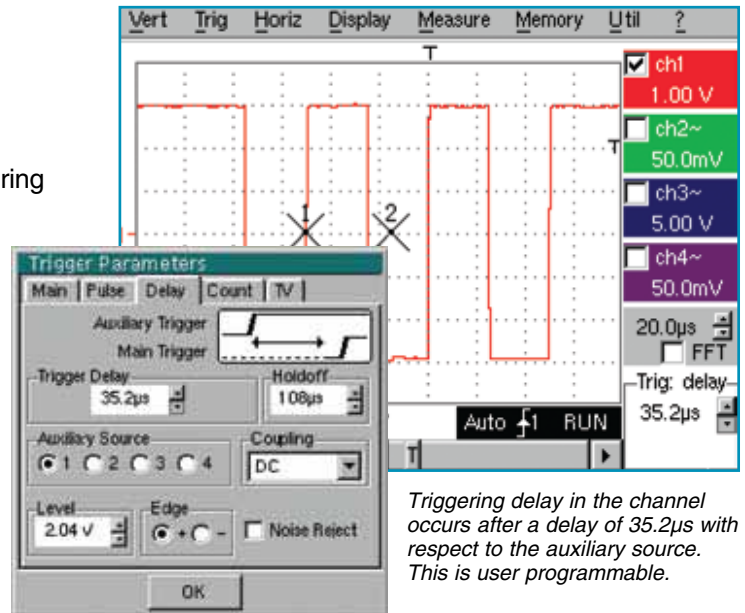 Vert Trig Horiz Display Measure Memory Util ?
T
ch1
1.00 V
ch2~
50.0mV
T
ch3~
5.00 V
ch4~
50.0mV
20.0µs
FFT
Trig: delay
35.2µs
1 2
Auto 1 RUN
T
ring
Trigger Parameters
Main Pulse Delay Count TV
Auxiliary Trigger
Main Trigger
Trigger Delay Holdoff
35.2µs 108µs
Auxiliary Source Coupling
1 2 3 4 DC
Level Edge
2.04 V + - Noise Reject
OK
Triggering delay in the channel
occurs after a delay of 35.2µs with
respect to the auxiliary source.
This is user programmable.